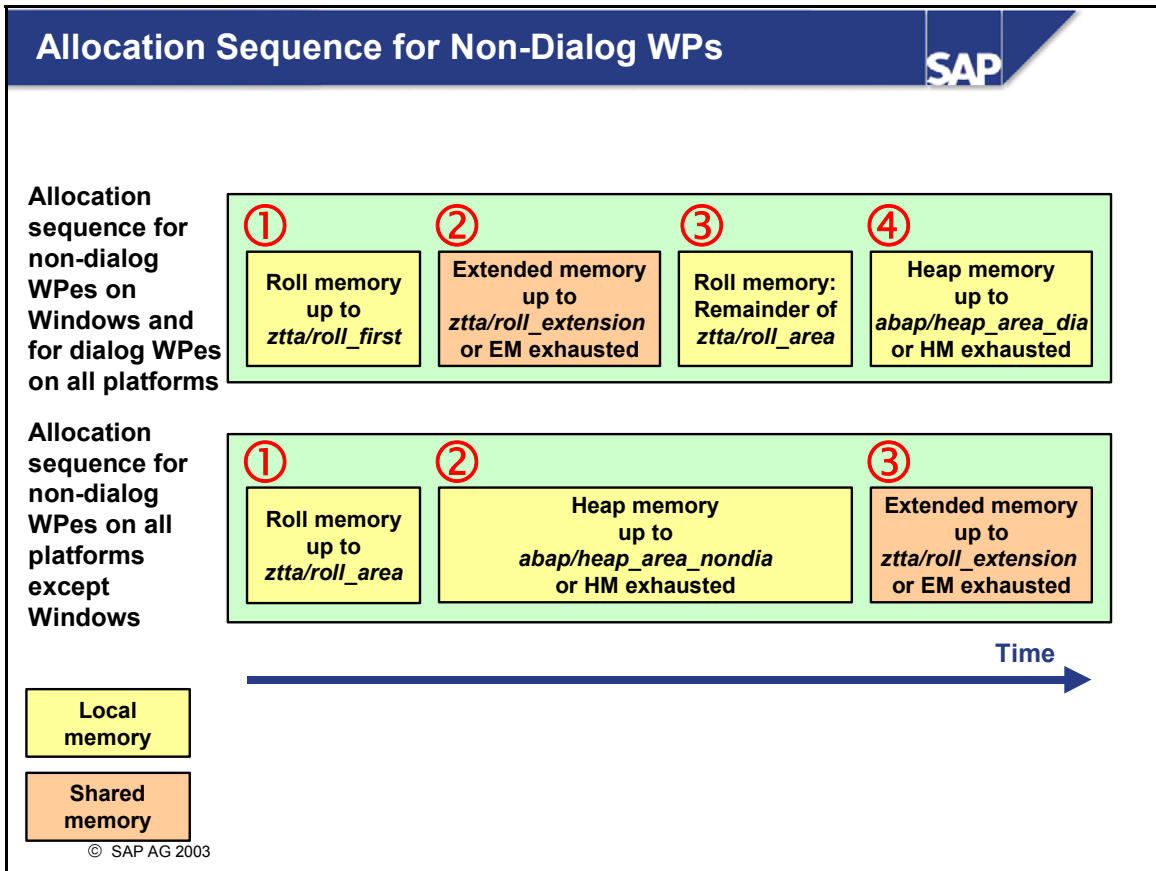 Allocation Sequence for Non-Dialog WPs
SAP
Allocation
sequence for
non-dialog
WPes on
Windows and
for dialog WPes
on all platforms
①
Roll memory
up to
ztta/roll_first
②
Extended memory
up to
ztta/roll_extension
or EM exhausted
③
Roll memory:
Remainder of
ztta/roll_area
④
Heap memory
up to
abap/heap_area_dia
or HM exhausted
Allocation
sequence for
non-dialog
WPes on all
platforms
except
Windows
①
Roll memory
up to
ztta/roll_area
②
Heap memory
up to
abap/heap_area_nondia
or HM exhausted
③
Extended memory
up to
ztta/roll_extension
or EM exhausted
Time
Local
memory
Shared
memory
© SAP AG 2003